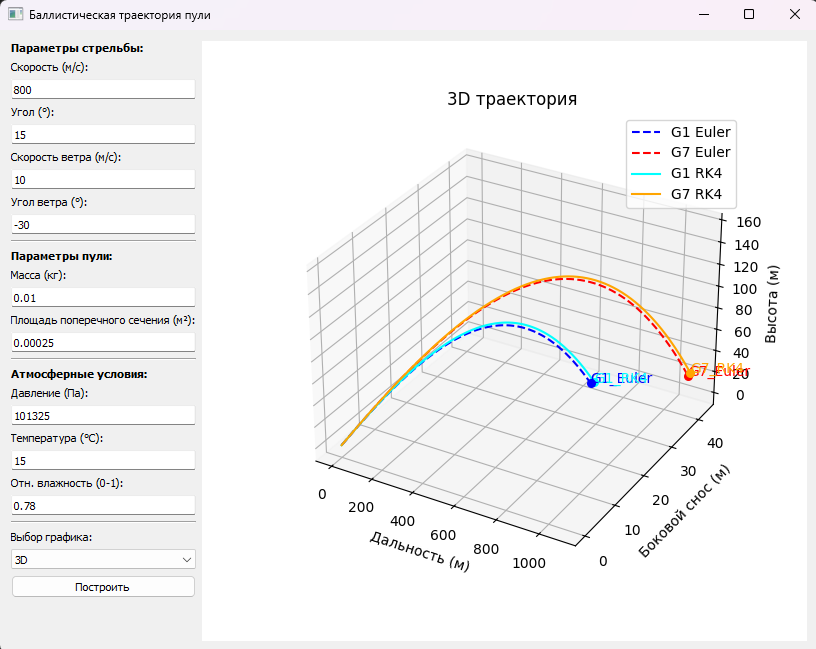 Баллистическая траектория пули
Параметры стрельбы:
Скорость (м/с):
800
Угол (°):
15
Скорость ветра (м/с):
10
Угол ветра (°):
-30
Параметры пули:
Масса (кг):
0.01
Площадь поперечного сечения (м²):
0.00025
Атмосферные условия:
Давление (Па):
101325
Температура (°C):
15
Отн. влажность (0-1):
0.78
Выбор графика:
3D
Построить
3D траектория
G1 Euler
G7 Euler
G1 RK4
G7 RK4
160
140
120
100
80
60
40
20
0
Высота (м)
G1_Euler
G7_Euler
40
30
20
10
0
Боковой снос (м)
0
200
400
600
800
1000
Дальность (м)